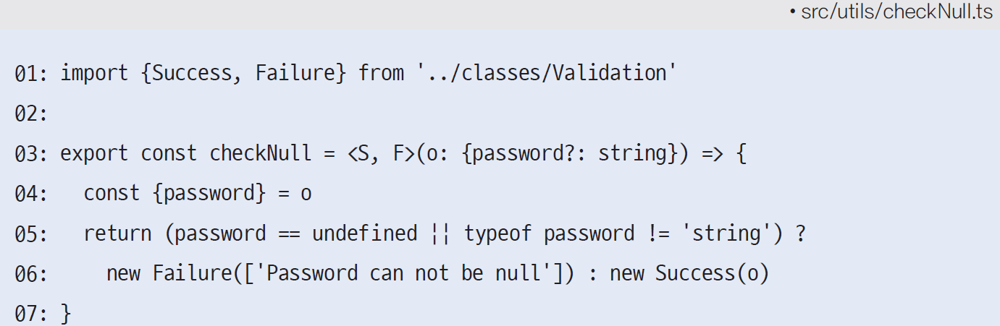 • src/utils/checkNull.ts
01: import {Success, Failure} from '../classes/Validation'
02:
03: export const checkNull = <S, F>(o: {password?: string}) => {
04:   const {password} = o
05:   return (password == undefined || typeof password != 'string') ?
06:     new Failure(['Password can not be null']) : new Success(o)
07: }